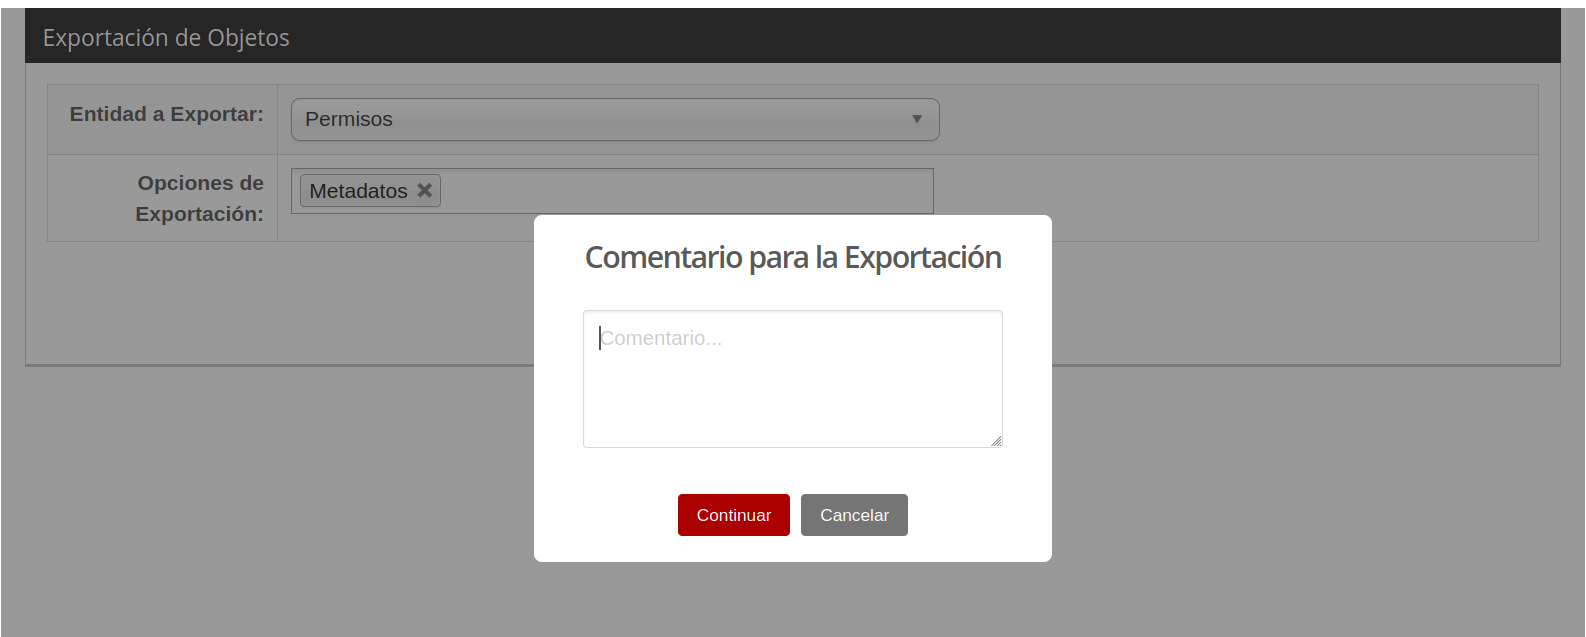 Exportación de Objetos
Entidad a Exportar:
Permisos
Opciones de
Exportación:
Metadatos
Comentario para la Exportación
Comentario...
Continuar
Cancelar